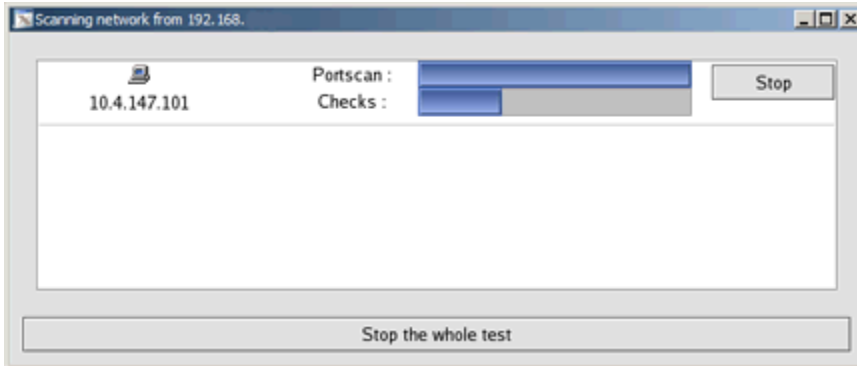 Scanning network from 192.168.
Portscan :
Stop
10.4.147.101
Checks :
Stop the whole test